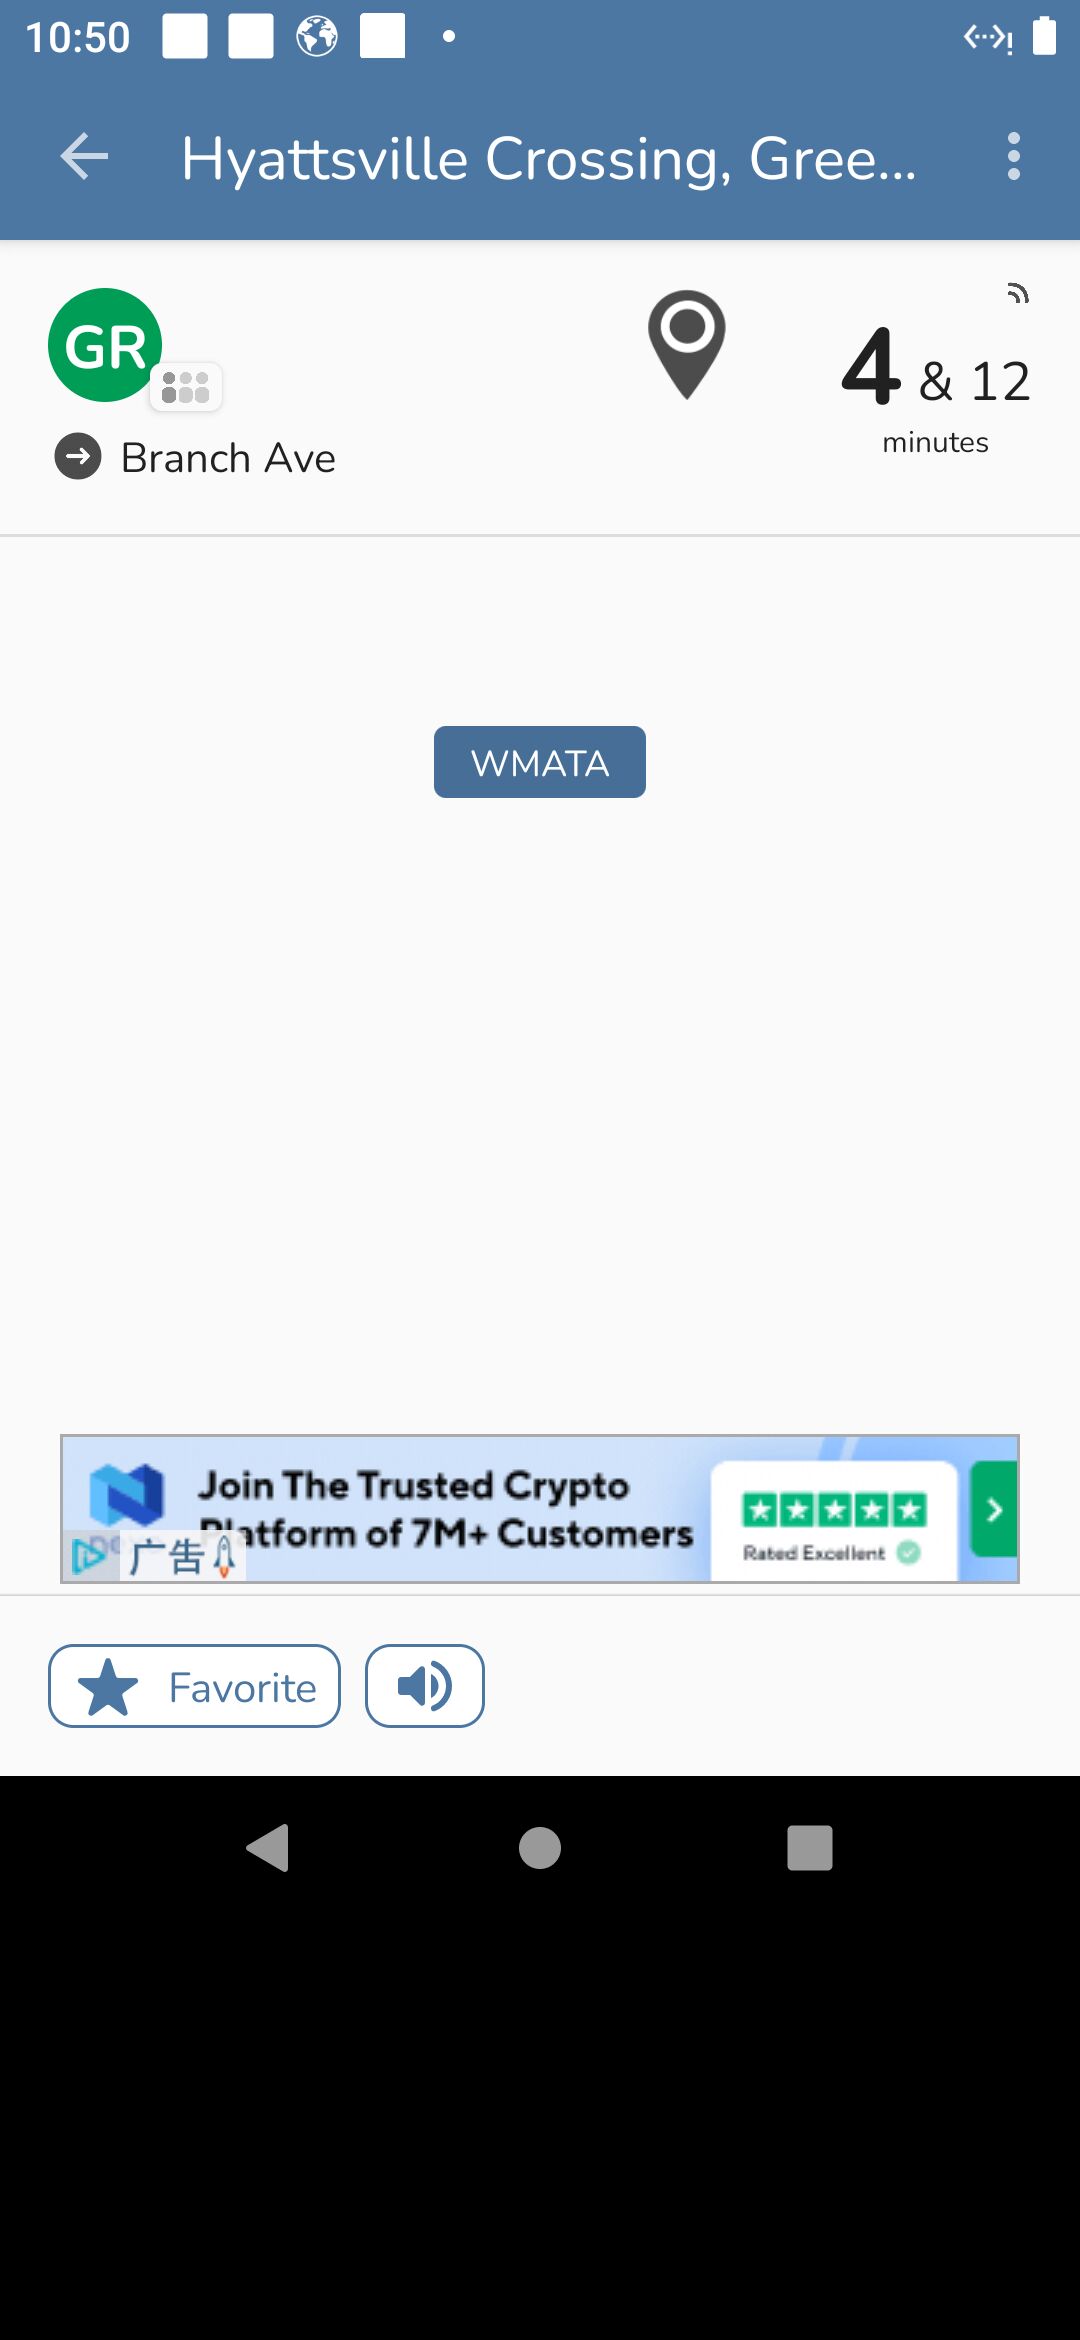 10:50
Hyattsville Crossing, Gree...
GR
4 & 12
minutes
Branch Ave
WMATA
Join The Trusted Crypto
Platform of 7M+ Customers
Rated Excellent
广告
Favorite